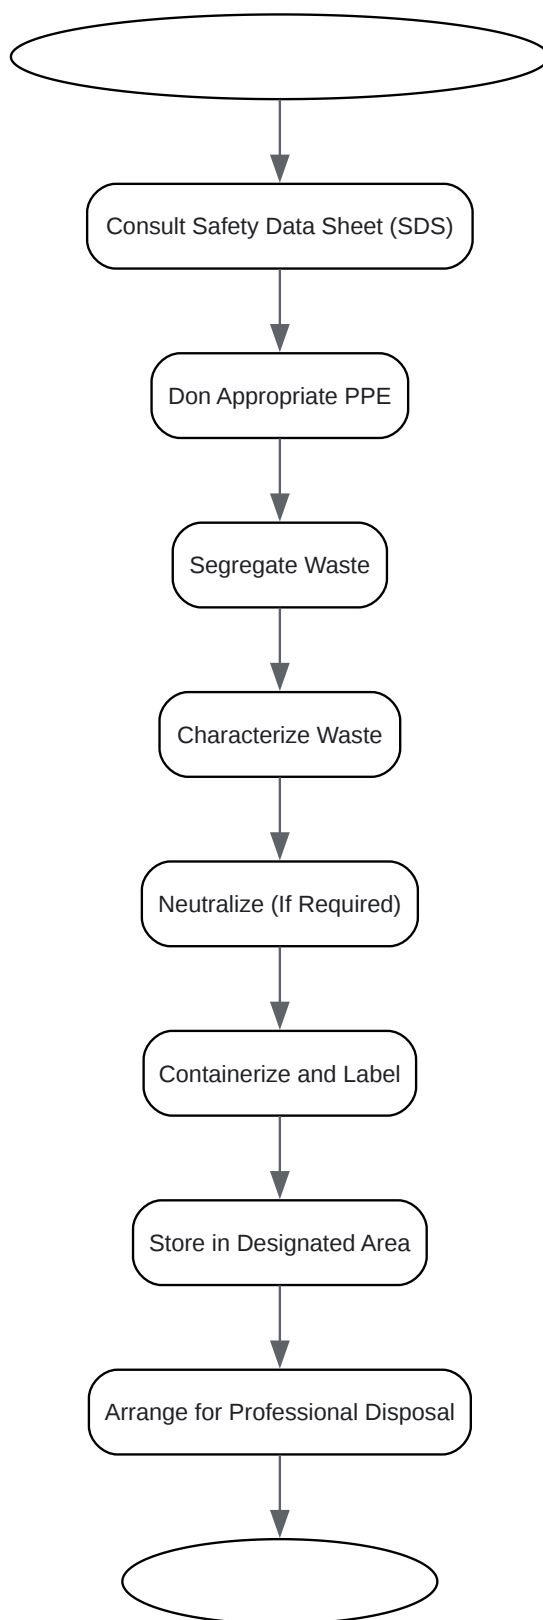 Consult Safety Data Sheet (SDS)
Don Appropriate PPE
Segregate Waste
Characterize Waste
Neutralize (If Required)
Containerize and Label
Store in Designated Area
Arrange for Professional Disposal